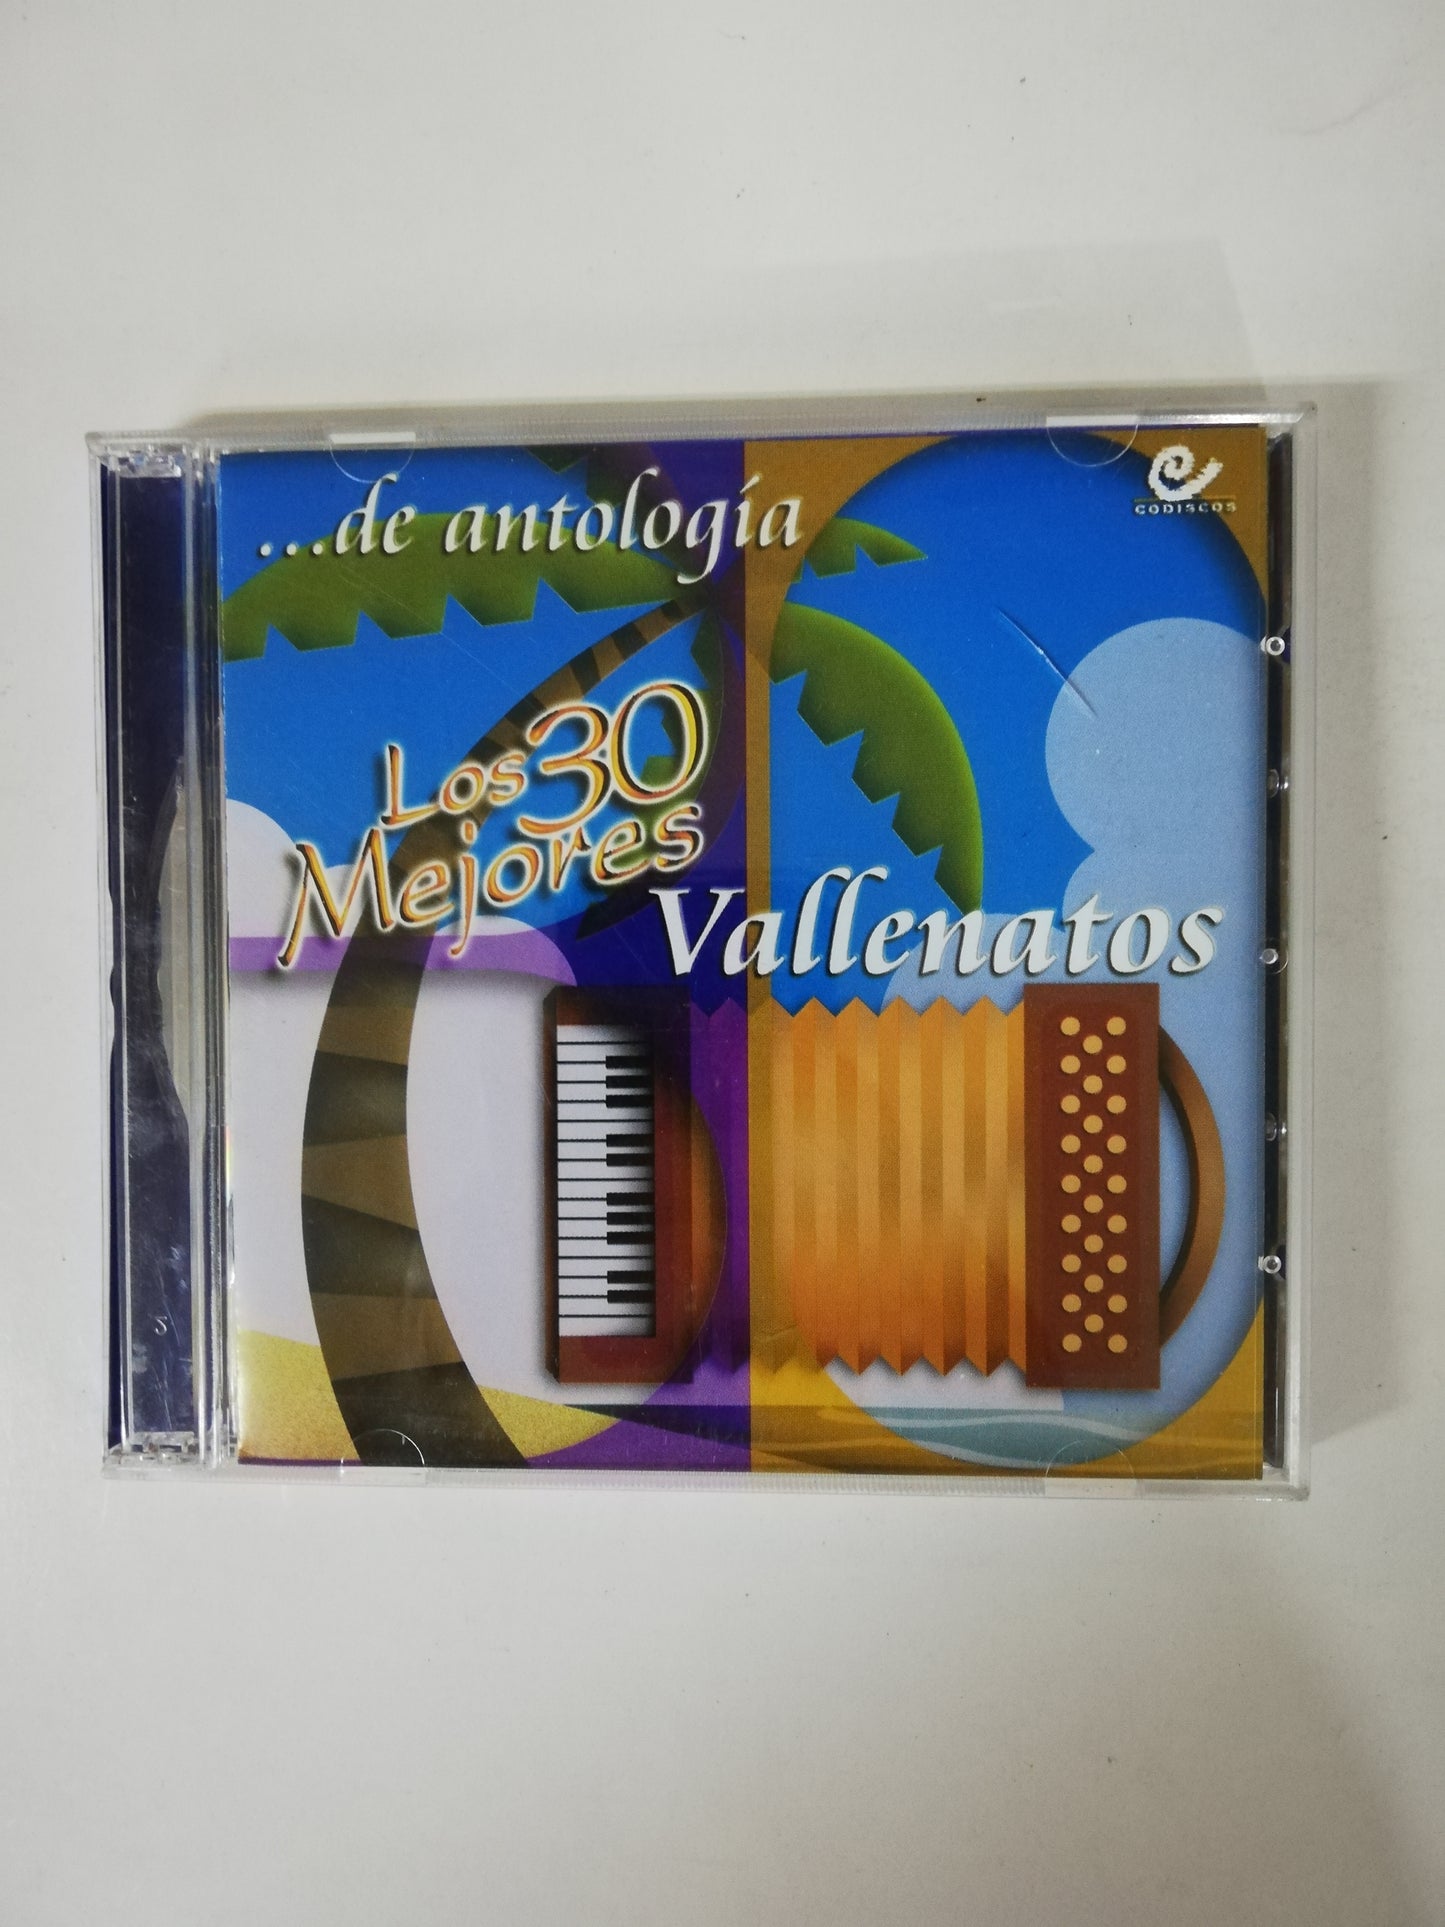 ...de antología
CODISCOS
Los 30
Mejores
Vallenatos